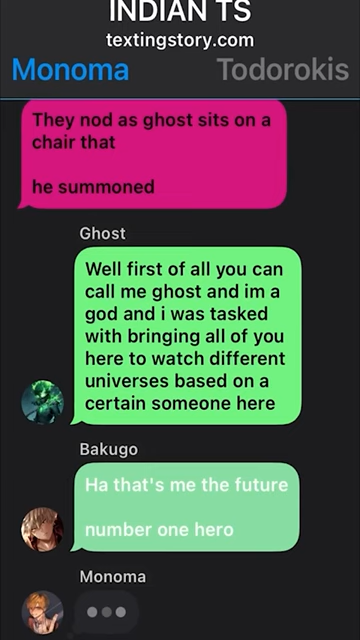 INDIAN TS
textingstory.com
Monoma Todorokis
They nod as ghost sits on a
chair that
he summoned
Ghost
Well first of all you can
call me ghost and im a
god and i was tasked
with bringing all of you
here to watch different
universes based on a
certain someone here
Bakugo
Ha that's me the future
number one hero
Monoma